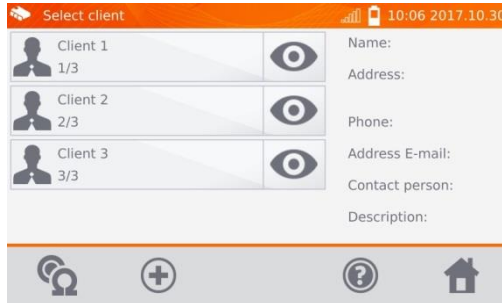 Select client
10:06 2017.10.30
Client 1
1/3
Client 2
2/3
Client 3
3/3
Name:
Address:
Phone:
Address E-mail:
Contact person:
Description: